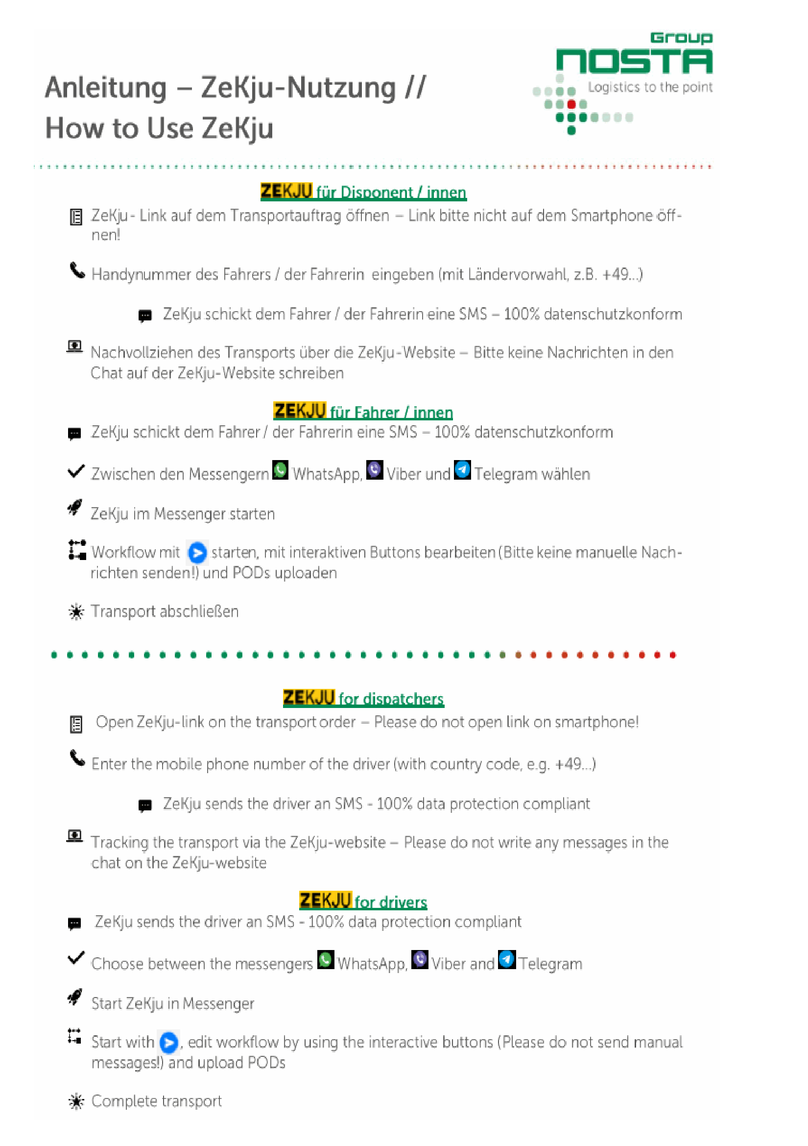 Group
NOSTA
Logistics to the point
Anleitung – ZeKju-Nutzung //
How to Use ZeKju
ZEKJU für Disponent / innen
ZeKju- Link auf dem Transportauftrag öffnen – Link bitte nicht auf dem Smartphone öff-
nen!
Handynummer des Fahrers / der Fahrerin eingeben (mit Ländervorwahl, z.B. +49...)
ZeKju schickt dem Fahrer / der Fahrerin eine SMS – 100% datenschutzkonform
Nachvollziehen des Transports über die ZeKju-Website – Bitte keine Nachrichten in den
Chat auf der ZeKju-Website schreiben
ZEKJU für Fahrer / innen
ZeKju schickt dem Fahrer / der Fahrerin eine SMS – 100% datenschutzkonform
Zwischen den Messengern WhatsApp, Viber und Telegram wählen
ZeKju im Messenger starten
Workflow mit starten, mit interaktiven Buttons bearbeiten (Bitte keine manuelle Nach-
richten senden!) und PODs uploaden
Transport abschließen
ZEKJU for dispatchers
Open ZeKju-link on the transport order – Please do not open link on smartphone!
Enter the mobile phone number of the driver (with country code, e.g. +49...)
ZeKju sends the driver an SMS - 100% data protection compliant
Tracking the transport via the ZeKju-website – Please do not write any messages in the
chat on the ZeKju-website
ZEKJU for drivers
ZeKju sends the driver an SMS - 100% data protection compliant
Choose between the messengers WhatsApp, Viber and Telegram
Start ZeKju in Messenger
Start with , edit workflow by using the interactive buttons (Please do not send manual
messages!) and upload PODs
Complete transport